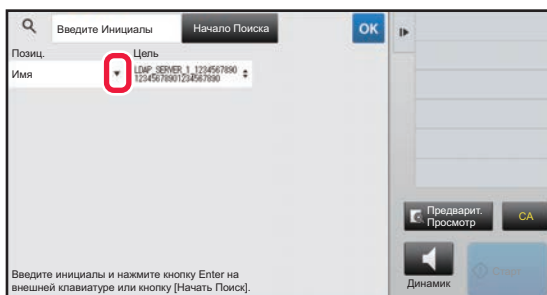 Введите Инициалы
Начало Поиска
OK
Позиц.
Цель
Имя
LDAP_SERVER_1_1234567890
12345678901234567890
Предварит.
Просмотр
CA
Динамик
Старт
Введите инициалы и нажмите кнопку Enter на
внешней клавиатуре или кнопку [Начать Поиск].